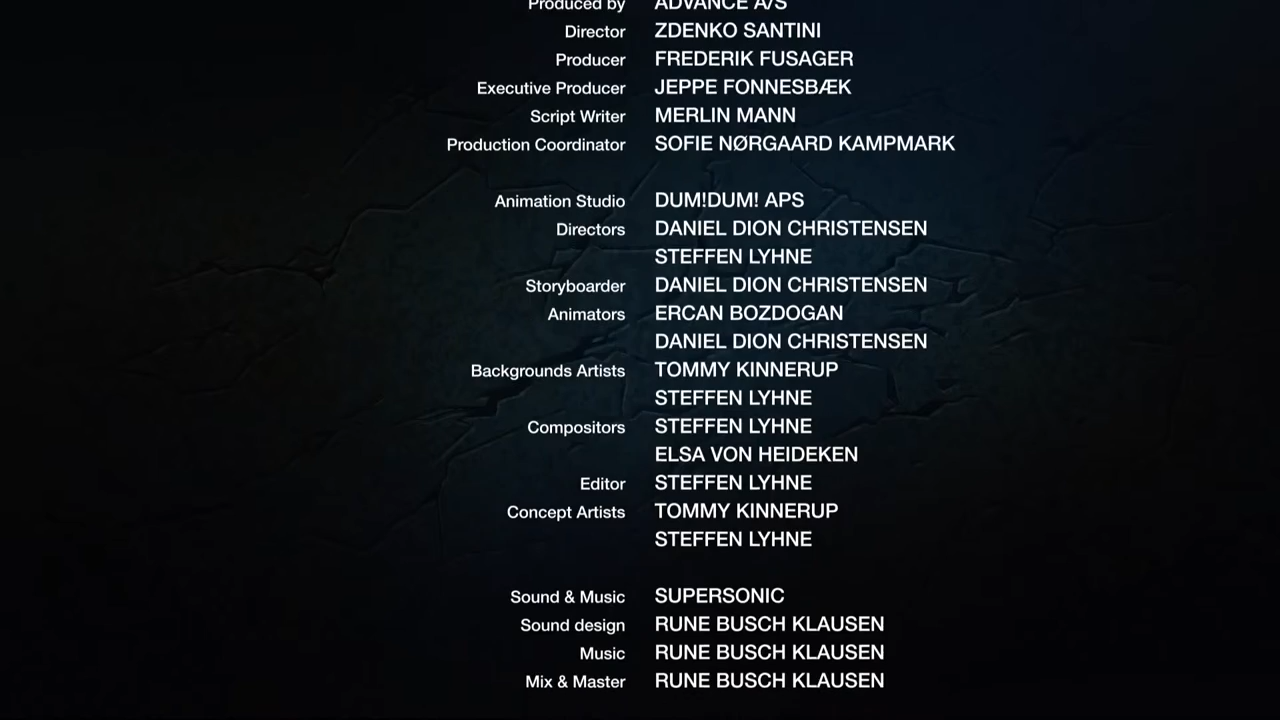 Produced by ADVANCE A/S
Director ZDENKO SANTINI
Producer FREDERIK FUSAGER
Executive Producer JEPPE FONNESBÆK
Script Writer MERLIN MANN
Production Coordinator SOFIE NØRGAARD KAMPMARK
Animation Studio DUM!DUM! APS
Directors DANIEL DION CHRISTENSEN
STEFFEN LYHNE
Storyboarder DANIEL DION CHRISTENSEN
Animators ERCAN BOZDOGAN
DANIEL DION CHRISTENSEN
Backgrounds Artists TOMMY KINNERUP
STEFFEN LYHNE
Compositors STEFFEN LYHNE
ELSA VON HEIDEKEN
Editor STEFFEN LYHNE
Concept Artists TOMMY KINNERUP
STEFFEN LYHNE
Sound & Music SUPERSONIC
Sound design RUNE BUSCH KLAUSEN
Music RUNE BUSCH KLAUSEN
Mix & Master RUNE BUSCH KLAUSEN